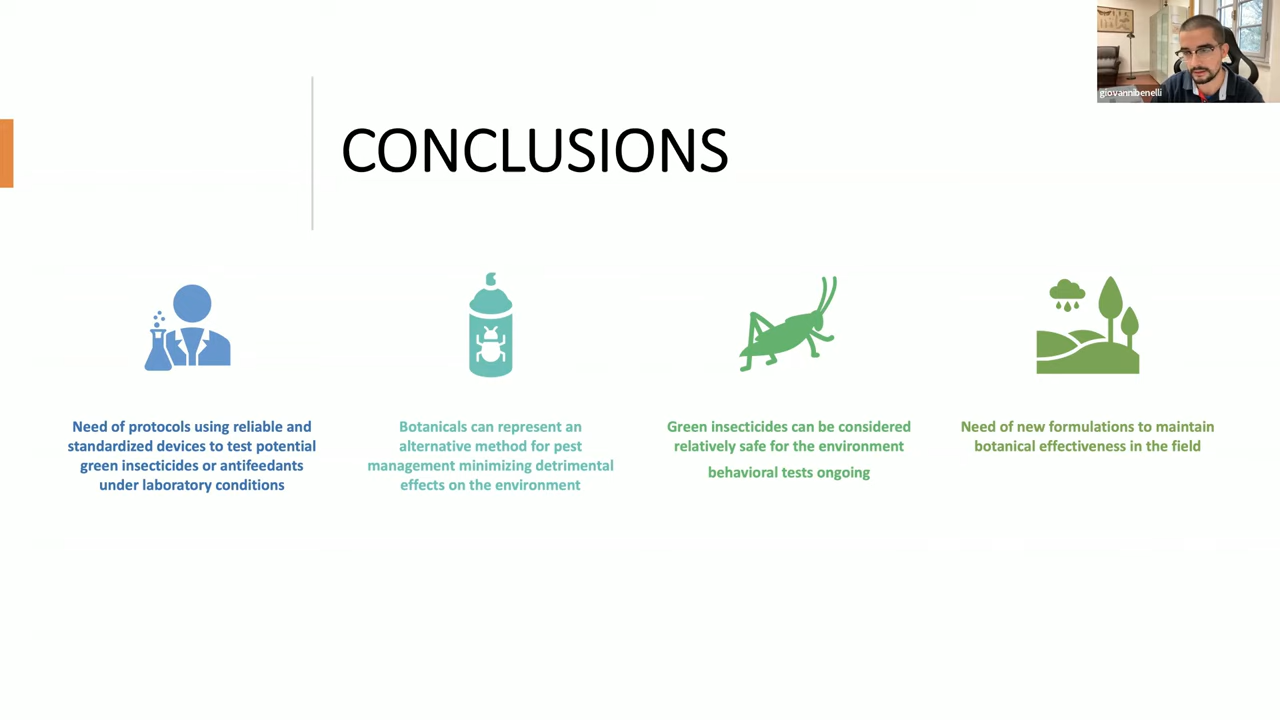 giovannibenelli
CONCLUSIONS
Need of protocols using reliable and
standardized devices to test potential
green insecticides or antifeedants
under laboratory conditions
Botanicals can represent an
alternative method for pest
management minimizing detrimental
effects on the environment
Green insecticides can be considered
relatively safe for the environment
behavioral tests ongoing
Need of new formulations to maintain
botanical effectiveness in the field